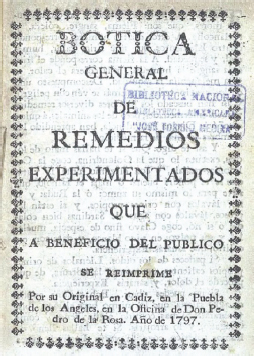 BOTICA
GENERAL
DE
REMEDIOS
EXPERIMENTADOS
QUE
A BENEFICIO DEL PUBLICO
SE REIMPRIME
Por su Original en Cadiz, en la Puebla
de los Angeles, en la Oficina de Don Pe-
dro de la Rosa. Año de 1797.
BIBLIOTECA